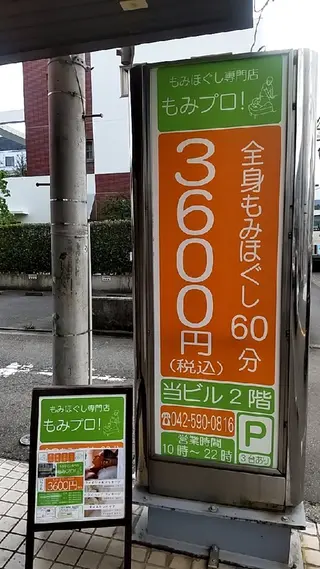 もみほぐし専門店
もみプロ!
全身もみほぐし60分
3600円
(税込)
当ビル2階
☎042-590-0816
営業時間
10時～22時
P
3台あり
もみほぐし専門店
もみプロ!
3600円